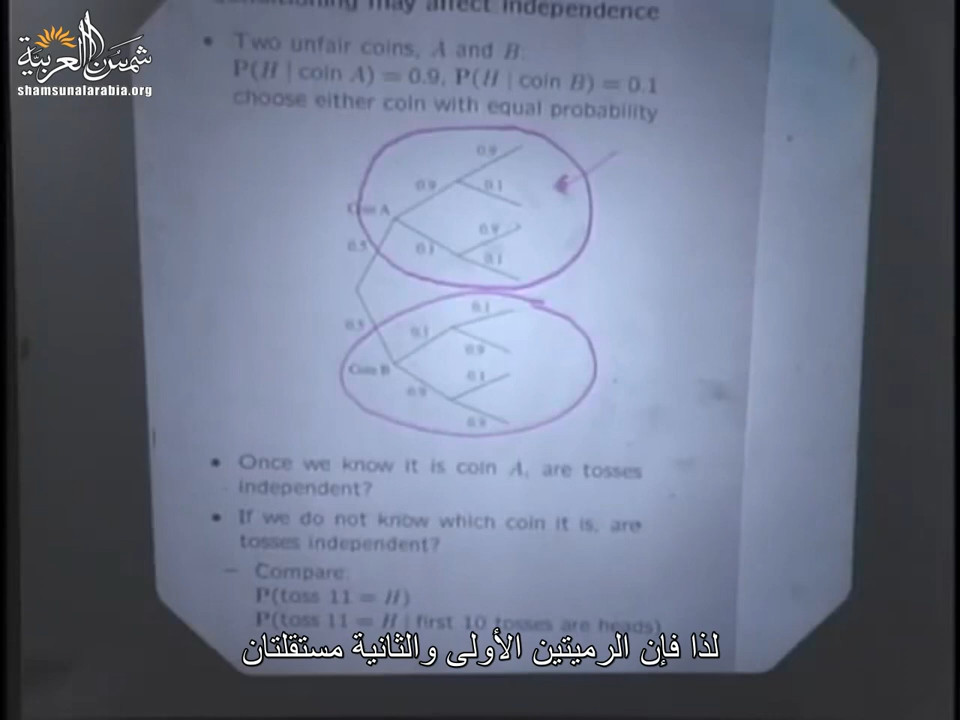 شمس العربية
shamsunalarabia.org
conditioning may affect independence
• Two unfair coins, A and B:
P(H | coin A) = 0.9, P(H | coin B) = 0.1
choose either coin with equal probability
0.9
0.9
0.1
Coin A
0.9
0.5
0.1
0.1
0.1
0.5
0.1
0.9
Coin B
0.1
0.9
0.9
• Once we know it is coin A, are tosses
independent?
• If we do not know which coin it is, are
tosses independent?
– Compare:
P(toss 11 = H)
P(toss 11 = H | first 10 tosses are heads)
لذا فإن الرميتين الأولى والثانية مستقلتان